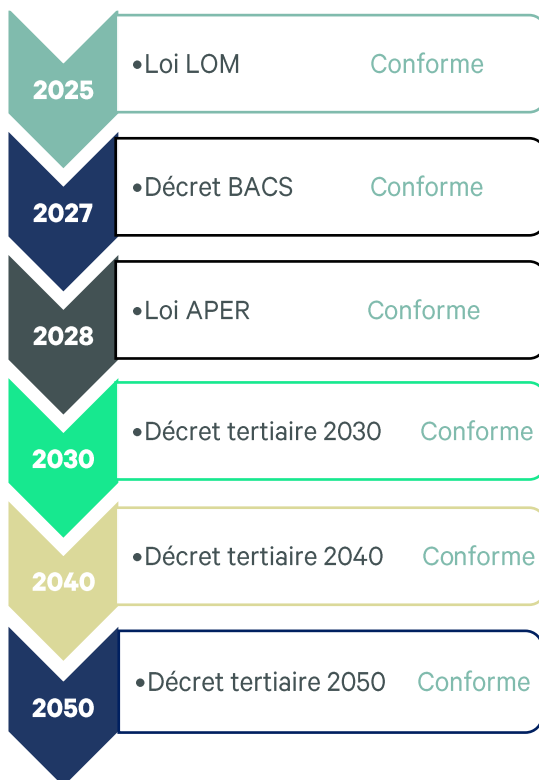 2025
•Loi LOM Conforme
2027
•Décret BACS Conforme
2028
•Loi APER Conforme
2030
•Décret tertiaire 2030 Conforme
2040
•Décret tertiaire 2040 Conforme
2050
•Décret tertiaire 2050 Conforme